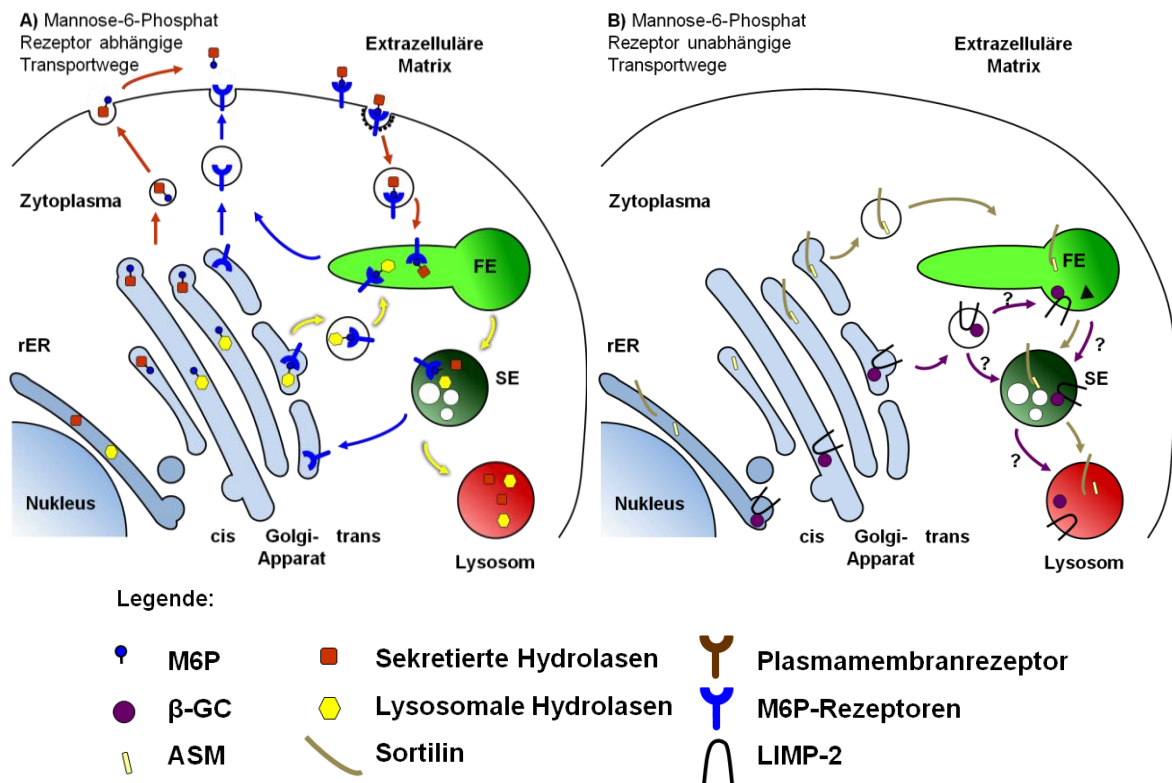 A) Mannose-6-Phosphat
Rezeptor abhängige
Transportwege
Extrazelluläre
Matrix
Zytoplasma
FE
rER
SE
Nukleus
cis Golgi- trans
Apparat
Lysosom
B) Mannose-6-Phosphat
Rezeptor unabhängige
Transportwege
Extrazelluläre
Matrix
Zytoplasma
FE
?
?
?
rER
SE
?
Nukleus
cis Golgi- trans
Apparat
Lysosom
Legende:
M6P
Sekretierte Hydrolasen
Plasmamembranrezeptor
β-GC
Lysosomale Hydrolasen
M6P-Rezeptoren
ASM
Sortilin
LIMP-2